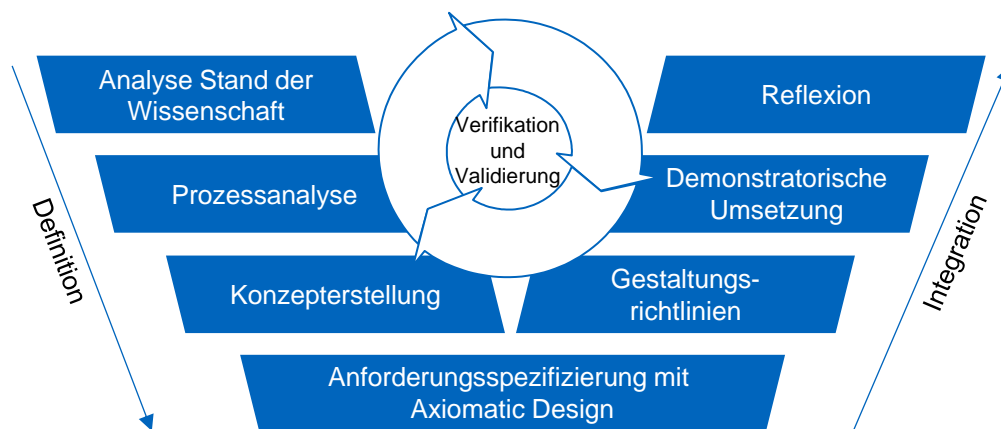 Analyse Stand der
Wissenschaft
Reflexion
Verifikation
und
Validierung
Prozessanalyse
Demonstratorische
Umsetzung
Definition
Integration
Konzepterstellung
Gestaltungs-
richtlinien
Anforderungsspezifizierung mit
Axiomatic Design